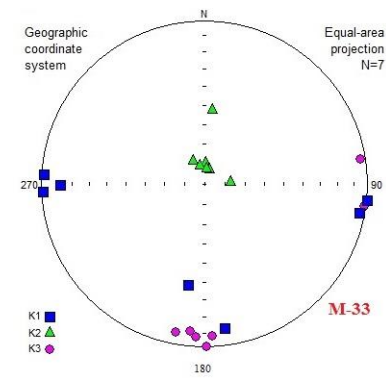 N
Geographic
coordinate
system
Equal-area
projection
N=7
270
90
K1
K2
K3
M-33
180